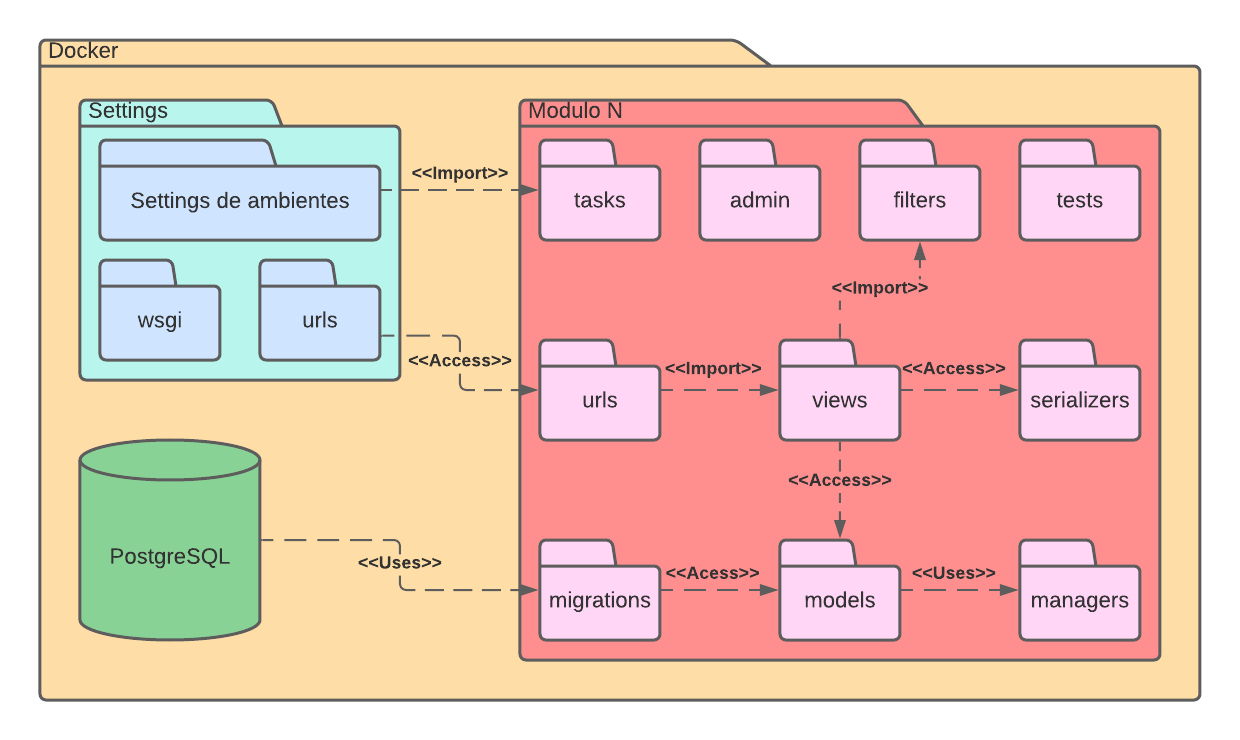 Docker
Settings
Modulo N
Settings de ambientes
<<Import>>
tasks
admin
filters
tests
wsgi
urls
<<Import>>
<<Access>>
urls
<<Import>>
views
<<Access>>
serializers
<<Access>>
PostgreSQL
<<Uses>>
migrations
<<Acess>>
models
<<Uses>>
managers